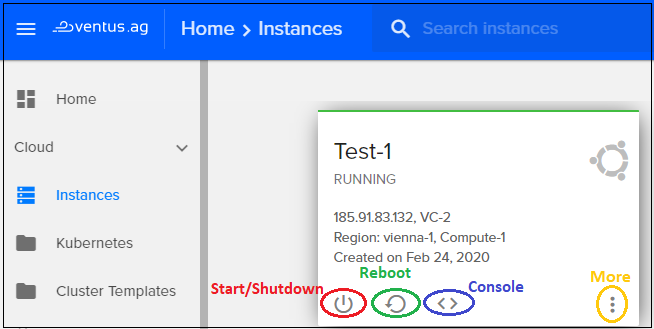 ventus.ag
Home > Instances
Search instances
Home
Cloud
Instances
Kubernetes
Cluster Templates
Test-1
RUNNING
185.91.83.132, VC-2
Region: vienna-1, Compute-1
Created on Feb 24, 2020
Start/Shutdown
Reboot
Console
More